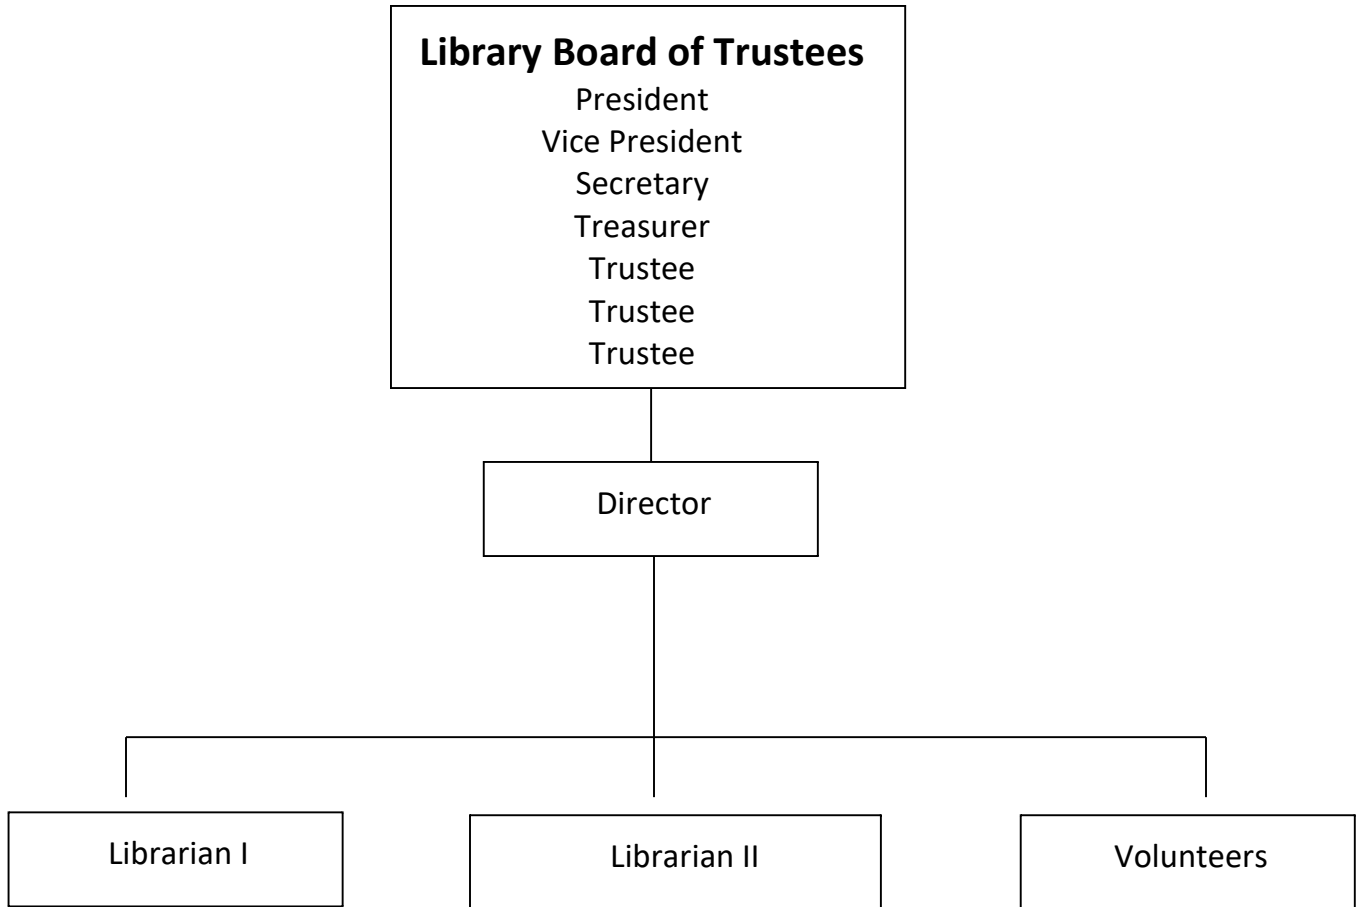 Library Board of Trustees
President
Vice President
Secretary
Treasurer
Trustee
Trustee
Trustee
Director
Librarian I
Librarian II
Volunteers